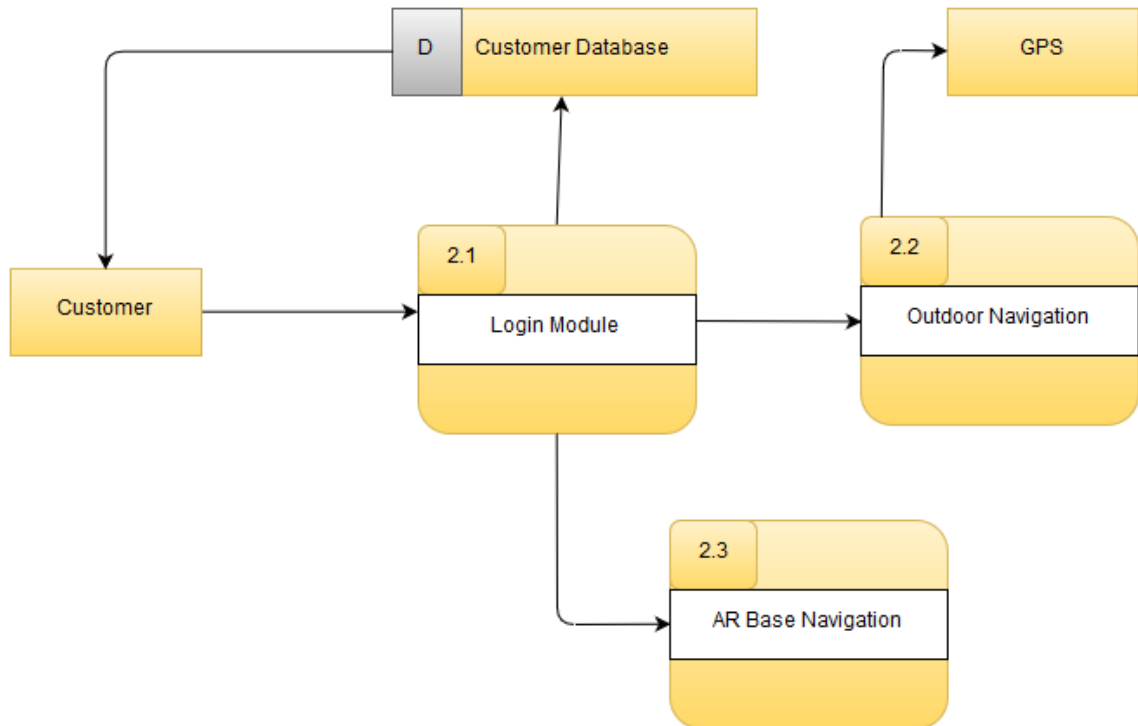 D
Customer Database
GPS
2.1
2.2
Customer
Login Module
Outdoor Navigation
2.3
AR Base Navigation